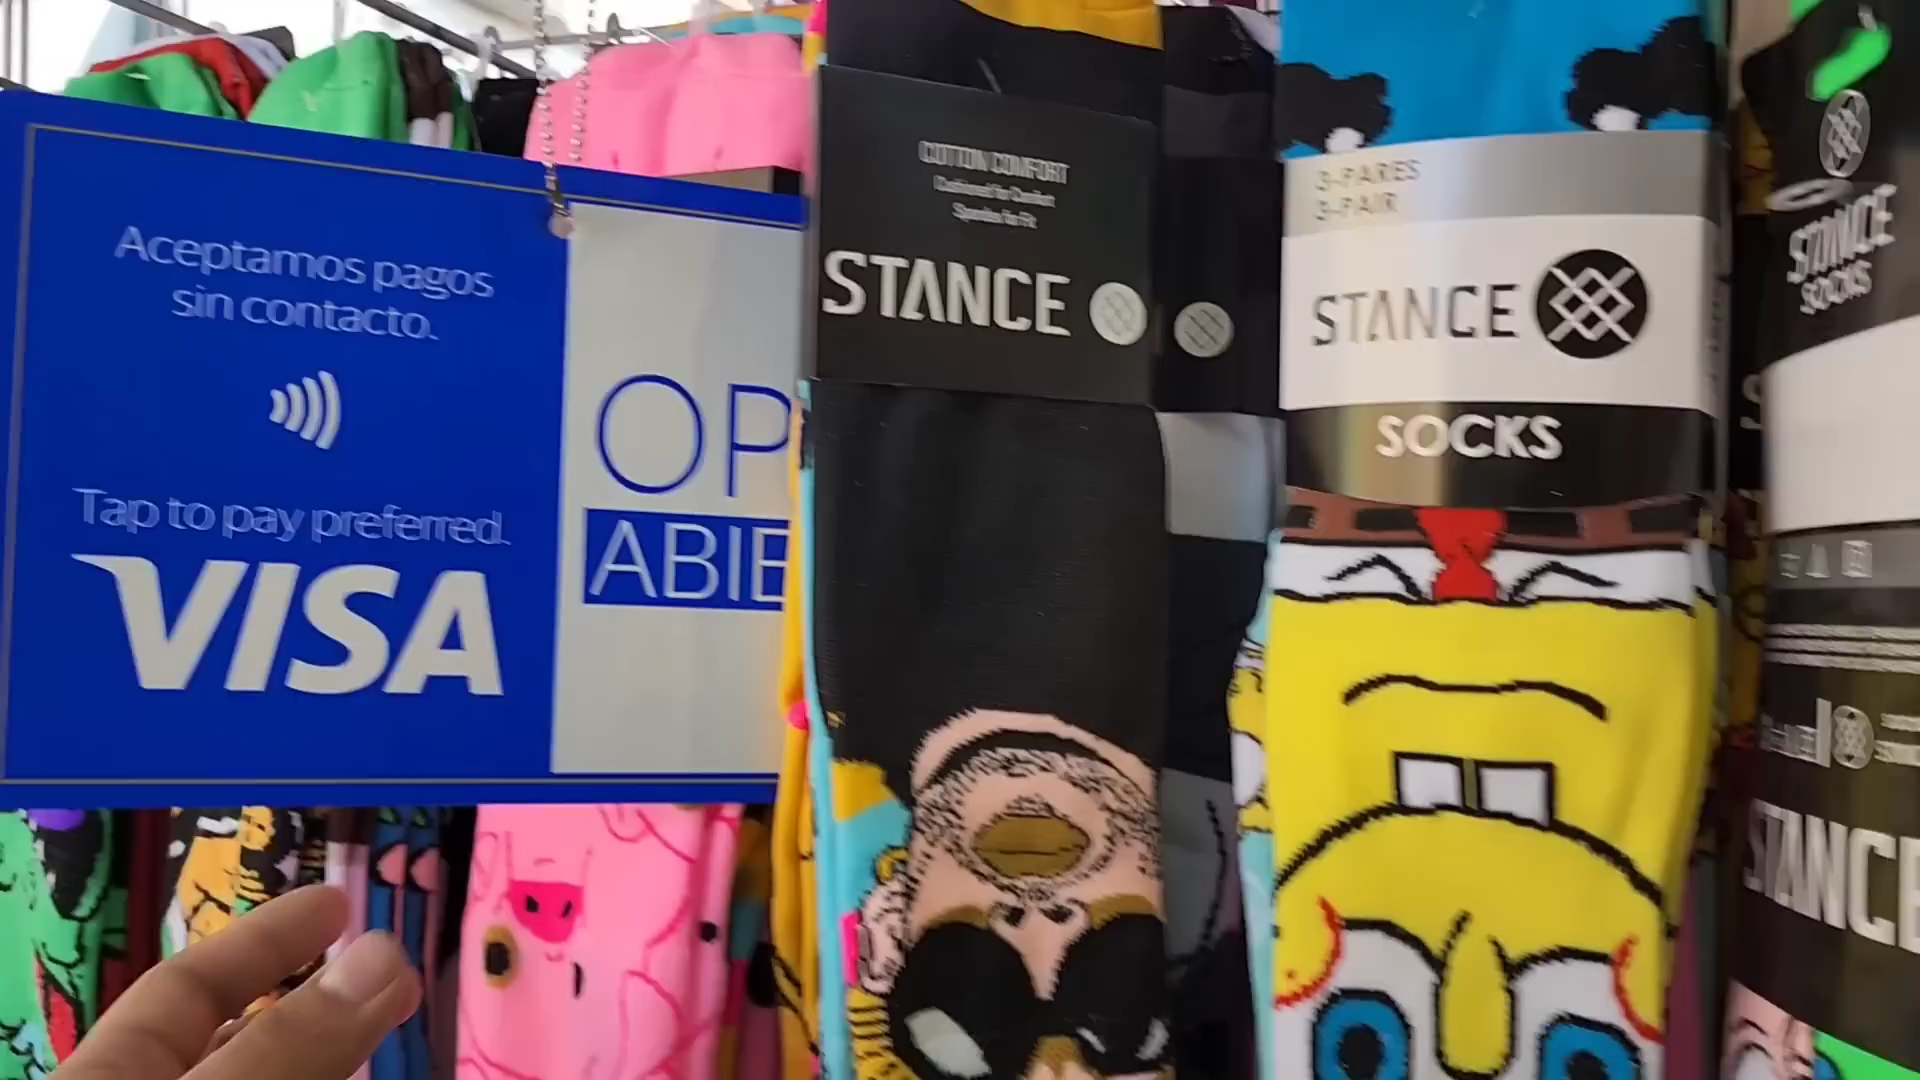 Aceptamos pagos
sin contacto.
Tap to pay preferred.
VISA
OP
ABIE
COTTON COMFORT
STANCE
3-PARES
3-PAIR
STANCE
SOCKS
STANCE
SOCKS
STANCE